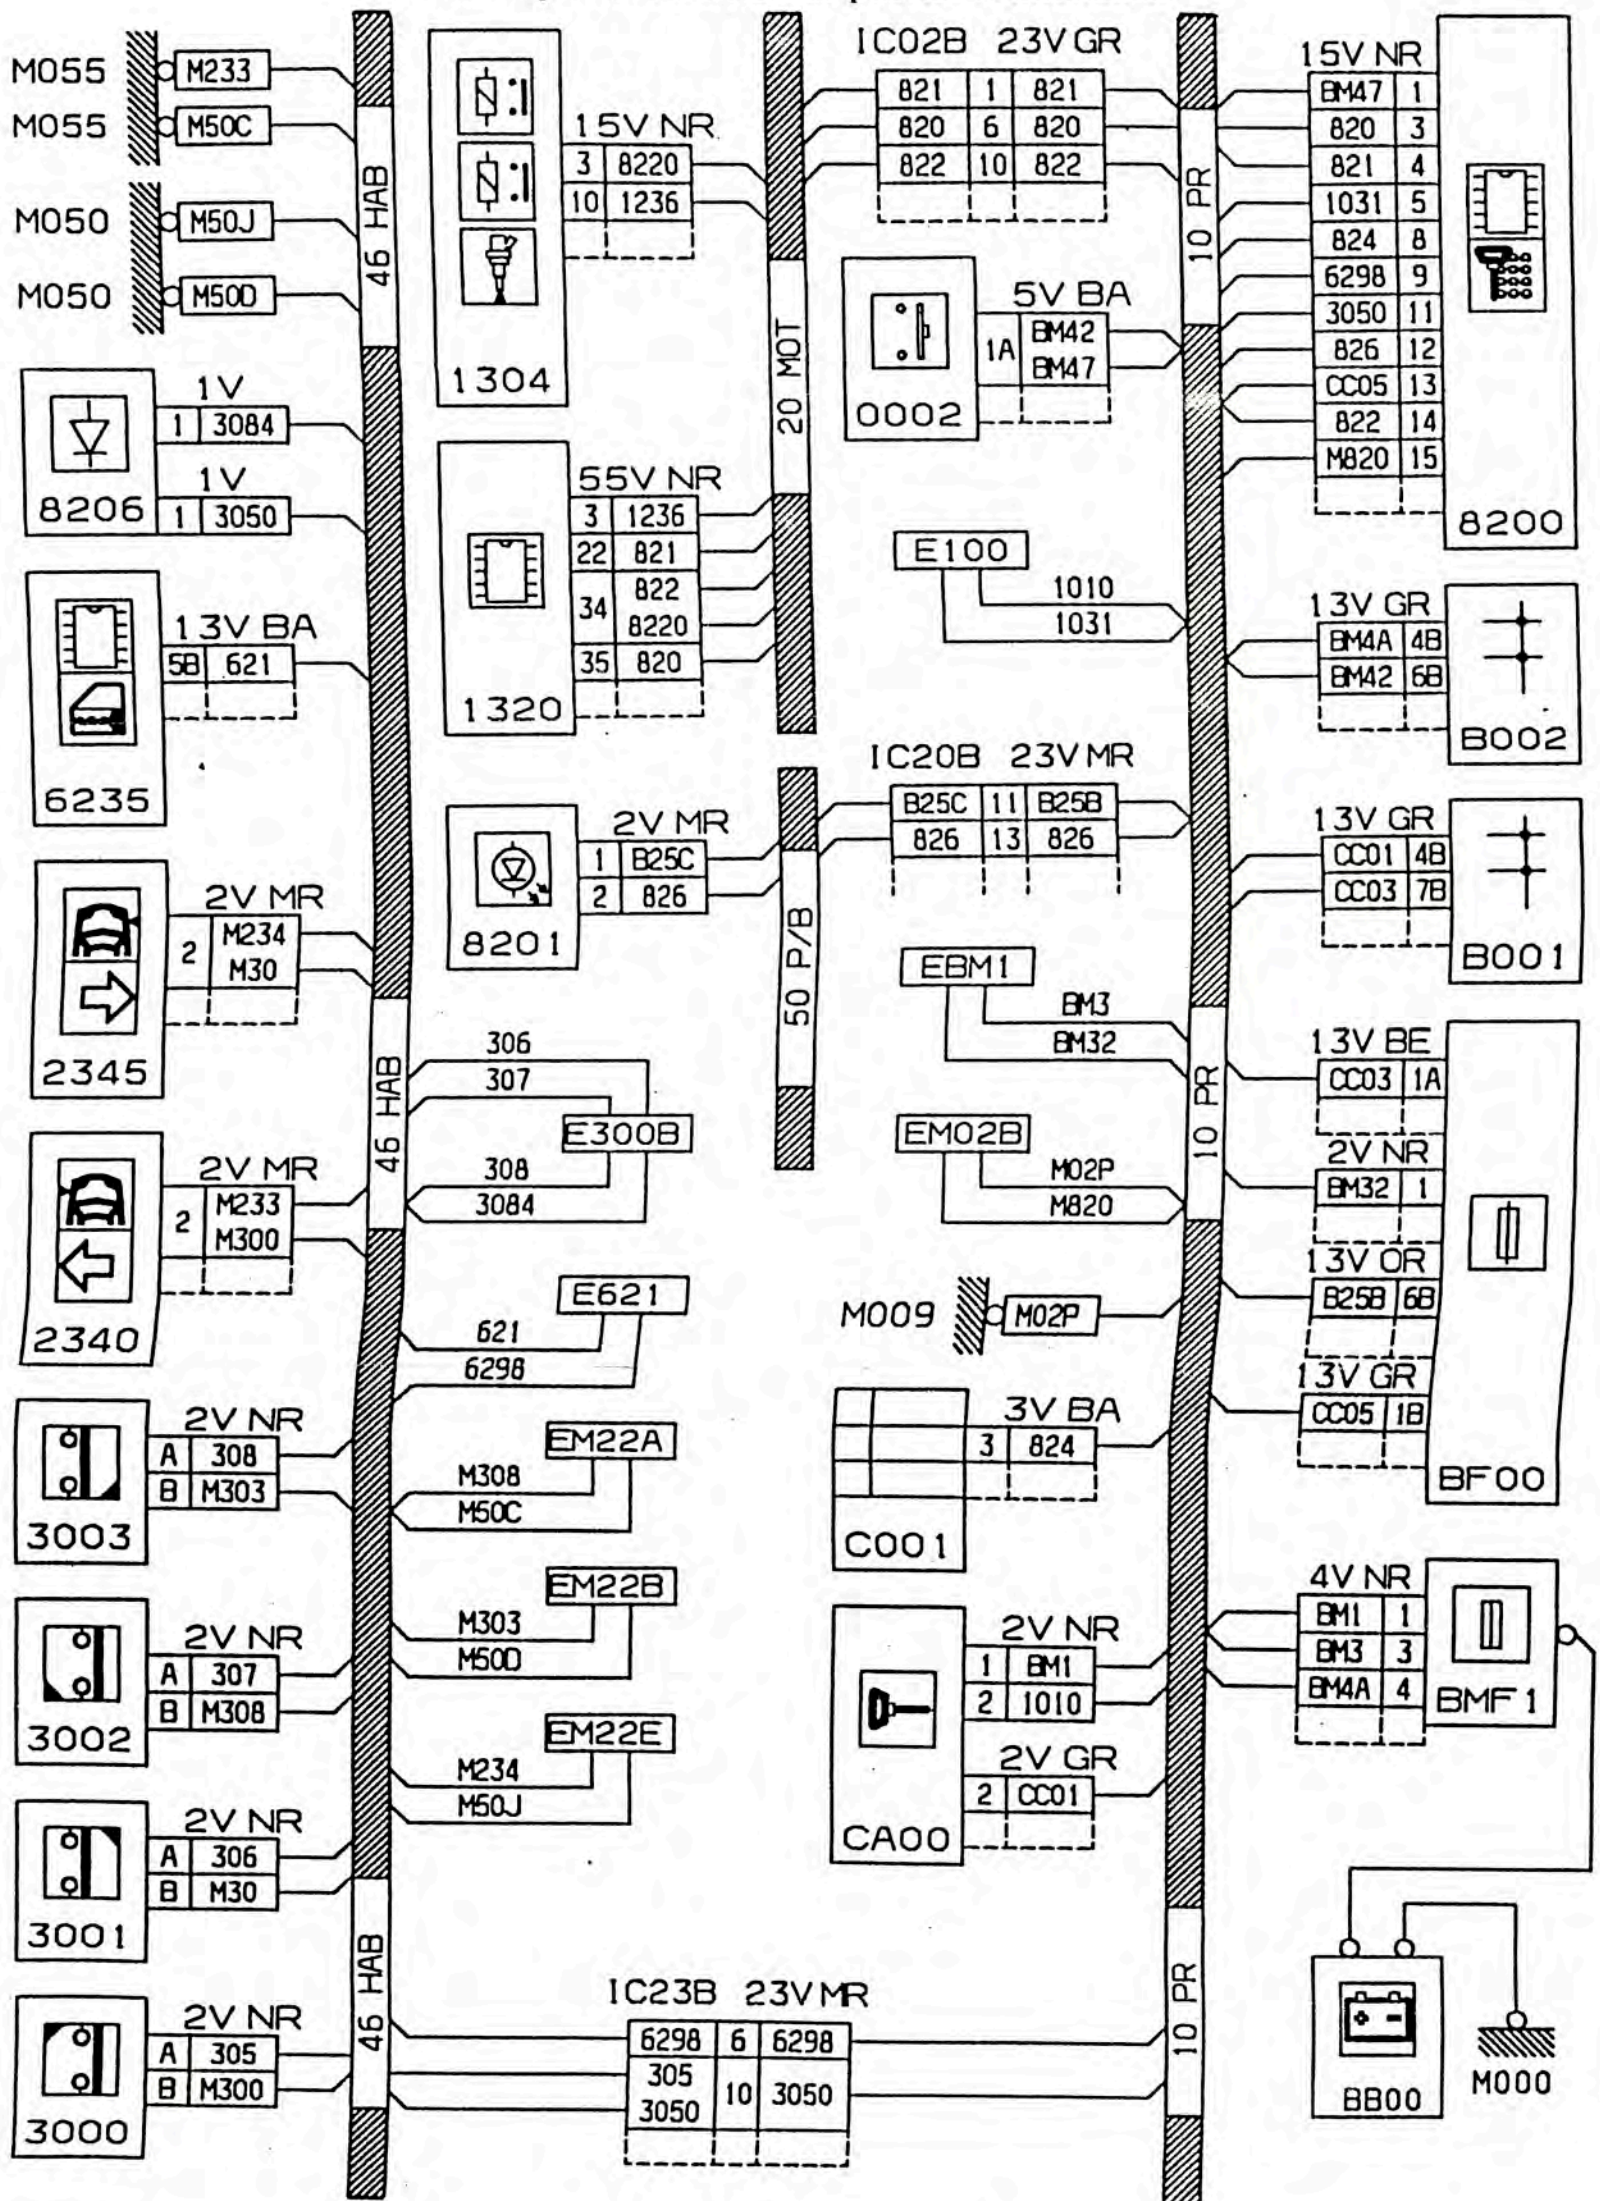 M055 M233
M055 M50C
M050 M50J
M050 M50D
46 HAB
8206
1V
1 3084
1V
1 3050
6235
13V BA
5B 621
2345
2V MR
2 M234
M30
2340
2V MR
2 M233
M300
3003
2V NR
A 308
B M303
3002
2V NR
A 307
B M308
3001
2V NR
A 306
B M30
3000
2V NR
A 305
B M300
46 HAB
46 HAB
1304
15V NR
3 8220
10 1236
1320
55V NR
3 1236
22 821
34 822
8220
35 820
20 MOT
8201
2V MR
1 B25C
2 826
50 P/B
306
307
E300B
308
3084
E621
621
6298
EM22A
M308
M50C
EM22B
M303
M50D
EM22E
M234
M50J
IC23B 23V MR
6298 6 6298
305 10 3050
3050
IC02B 23V GR
821 1 821
820 6 820
822 10 822
0002
5V BA
1A BM42
BM47
E100
1010
1031
IC20B 23V MR
B25C 11 B25B
826 13 826
EBM1
BM3
BM32
EM02B
M02P
M820
M009 M02P
C001
3V BA
3 824
CA00
2V NR
1 BM1
2 1010
2V GR
2 CC01
10 PR
10 PR
10 PR
15V NR
BM47 1
820 3
821 4
1031 5
824 8
6298 9
3050 11
826 12
CC05 13
822 14
M820 15
8200
13V GR
BM4A 4B
BM42 6B
B002
13V GR
CC01 4B
CC03 7B
B001
13V BE
CC03 1A
2V NR
BM32 1
13V OR
B25B 6B
13V GR
CC05 1B
BF00
4V NR
BM1 1
BM3 3
BM4A 4
BMF1
BB00
M000